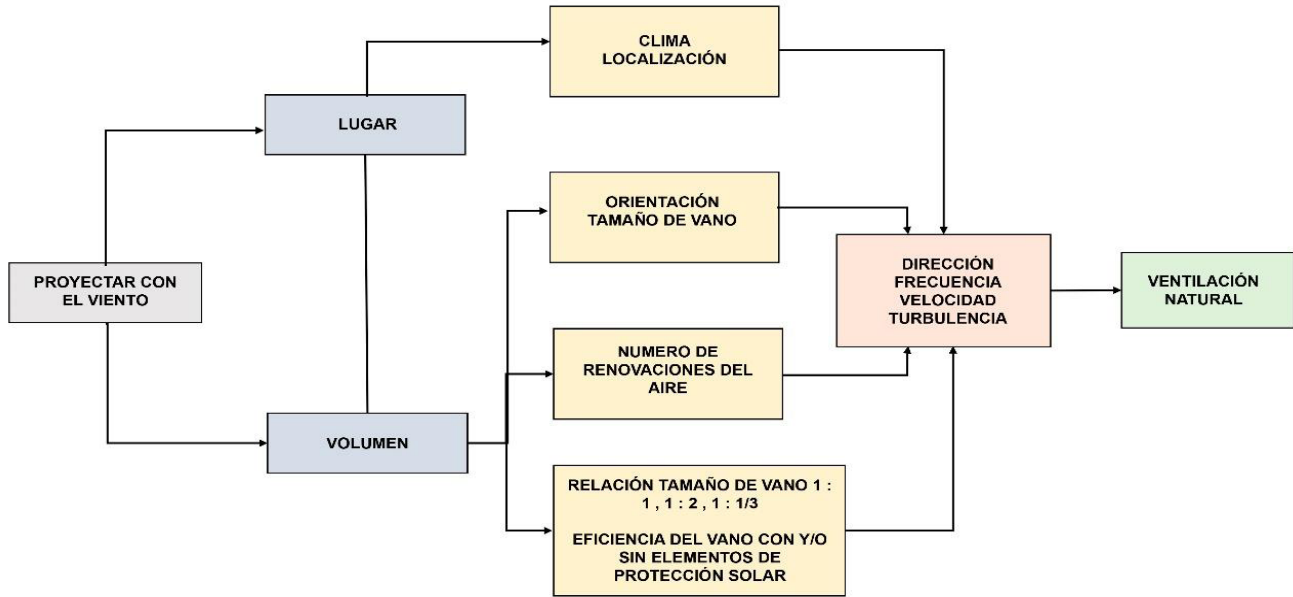 CLIMA
LOCALIZACIÓN
LUGAR
ORIENTACIÓN
TAMAÑO DE VANO
PROYECTAR CON
EL VIENTO
DIRECCIÓN
FRECUENCIA
VELOCIDAD
TURBULENCIA
VENTILACIÓN
NATURAL
NUMERO DE
RENOVACIONES DEL
AIRE
VOLUMEN
RELACIÓN TAMAÑO DE VANO 1 :
1 , 1 : 2 , 1 : 1/3
EFICIENCIA DEL VANO CON Y/O
SIN ELEMENTOS DE
PROTECCIÓN SOLAR